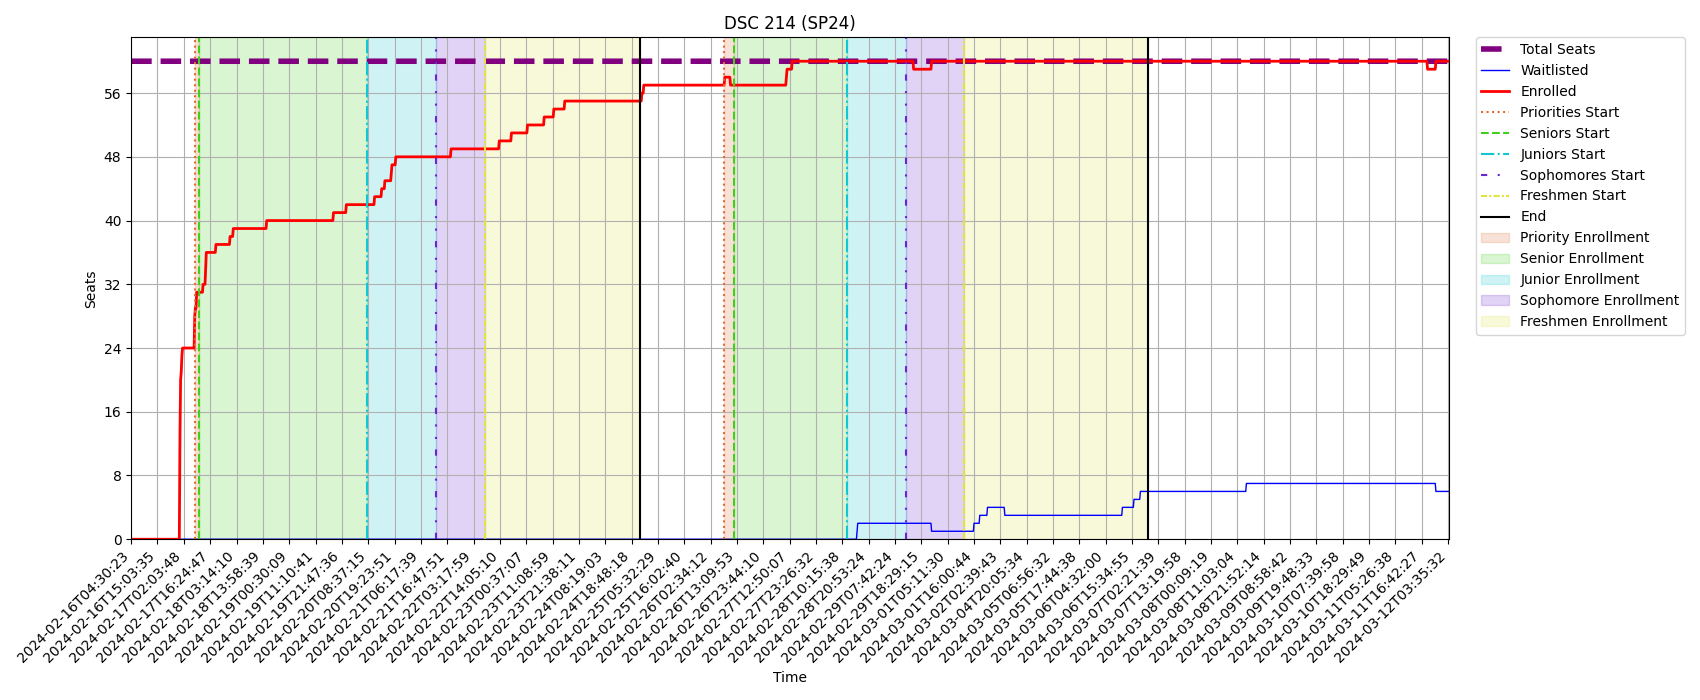 DSC 214 (SP24)
Seats
56
48
40
32
24
16
8
0
2024-02-16T04:30:23
2024-02-16T15:03:35
2024-02-17T02:03:48
2024-02-17T16:24:47
2024-02-18T03:14:10
2024-02-18T13:58:39
2024-02-19T00:30:09
2024-02-19T11:10:41
2024-02-19T21:47:36
2024-02-20T08:37:15
2024-02-20T19:23:51
2024-02-21T06:17:39
2024-02-21T16:47:51
2024-02-22T03:17:59
2024-02-22T14:05:10
2024-02-23T00:37:07
2024-02-23T11:08:59
2024-02-23T21:38:11
2024-02-24T08:19:03
2024-02-24T18:48:18
2024-02-25T05:32:29
2024-02-25T16:02:40
2024-02-26T02:34:12
2024-02-26T13:09:53
2024-02-26T23:44:10
2024-02-27T12:50:07
2024-02-27T23:26:32
2024-02-28T10:15:38
2024-02-28T20:53:24
2024-02-29T07:42:24
2024-02-29T18:29:15
2024-03-01T05:11:30
2024-03-01T16:00:44
2024-03-02T02:39:43
2024-03-04T20:05:34
2024-03-05T06:56:32
2024-03-05T17:44:38
2024-03-06T04:32:00
2024-03-06T15:34:55
2024-03-07T02:21:39
2024-03-07T13:19:58
2024-03-08T00:09:19
2024-03-08T11:03:04
2024-03-08T21:52:14
2024-03-09T08:58:42
2024-03-09T19:48:33
2024-03-10T07:39:58
2024-03-10T18:29:49
2024-03-11T05:26:38
2024-03-11T16:42:27
2024-03-12T03:35:32
Time
Total Seats
Waitlisted
Enrolled
Priorities Start
Seniors Start
Juniors Start
Sophomores Start
Freshmen Start
End
Priority Enrollment
Senior Enrollment
Junior Enrollment
Sophomore Enrollment
Freshmen Enrollment